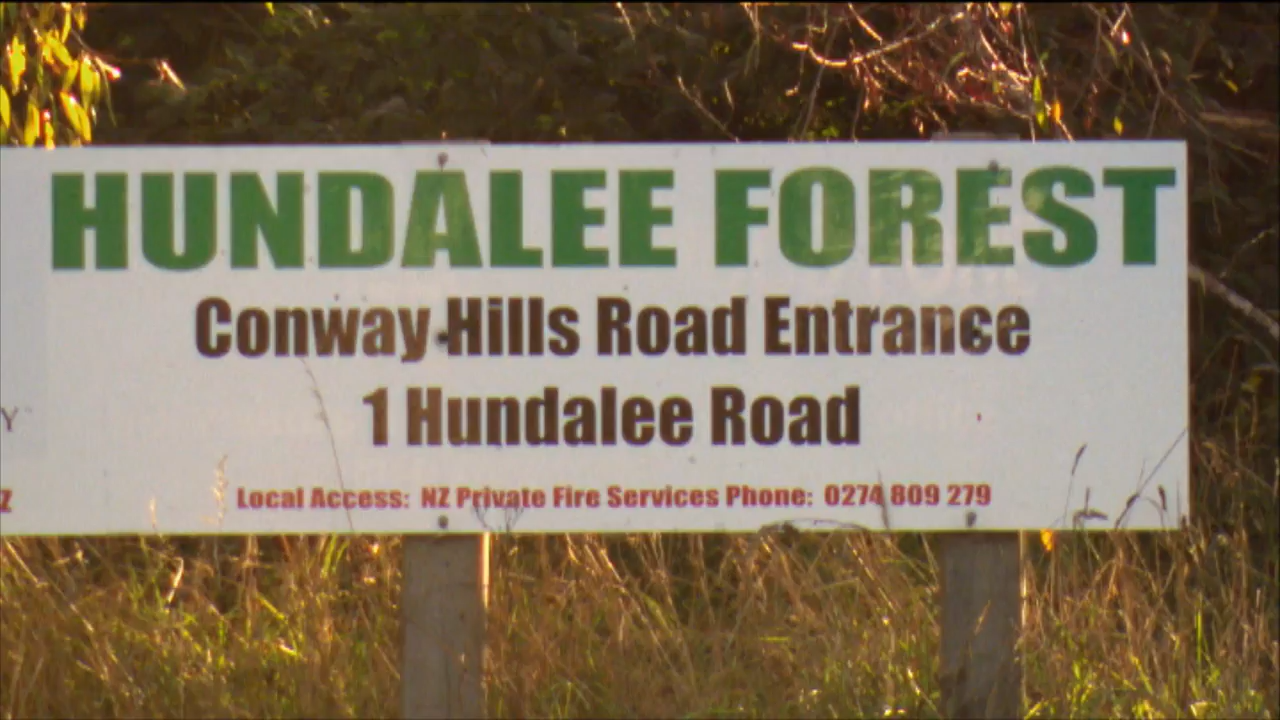 HUNDALEE FOREST
Conway Hills Road Entrance
1 Hundalee Road
Y
Z
Local Access: NZ Private Fire Services Phone: 0274 809 279